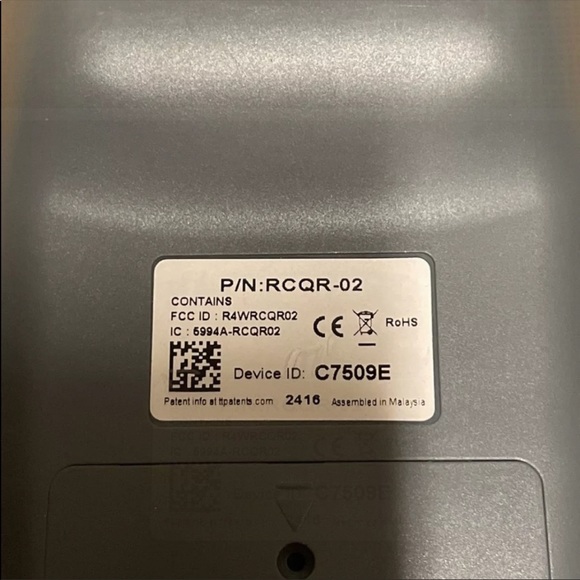 P/N:RCQR-02
CONTAINS
FCC ID : R4WRCQR02
IC : 5994A-RCQR02
CE RoHS
Device ID: C7509E
Patent info at ttpatents.com 2416 Assembled in Malaysia